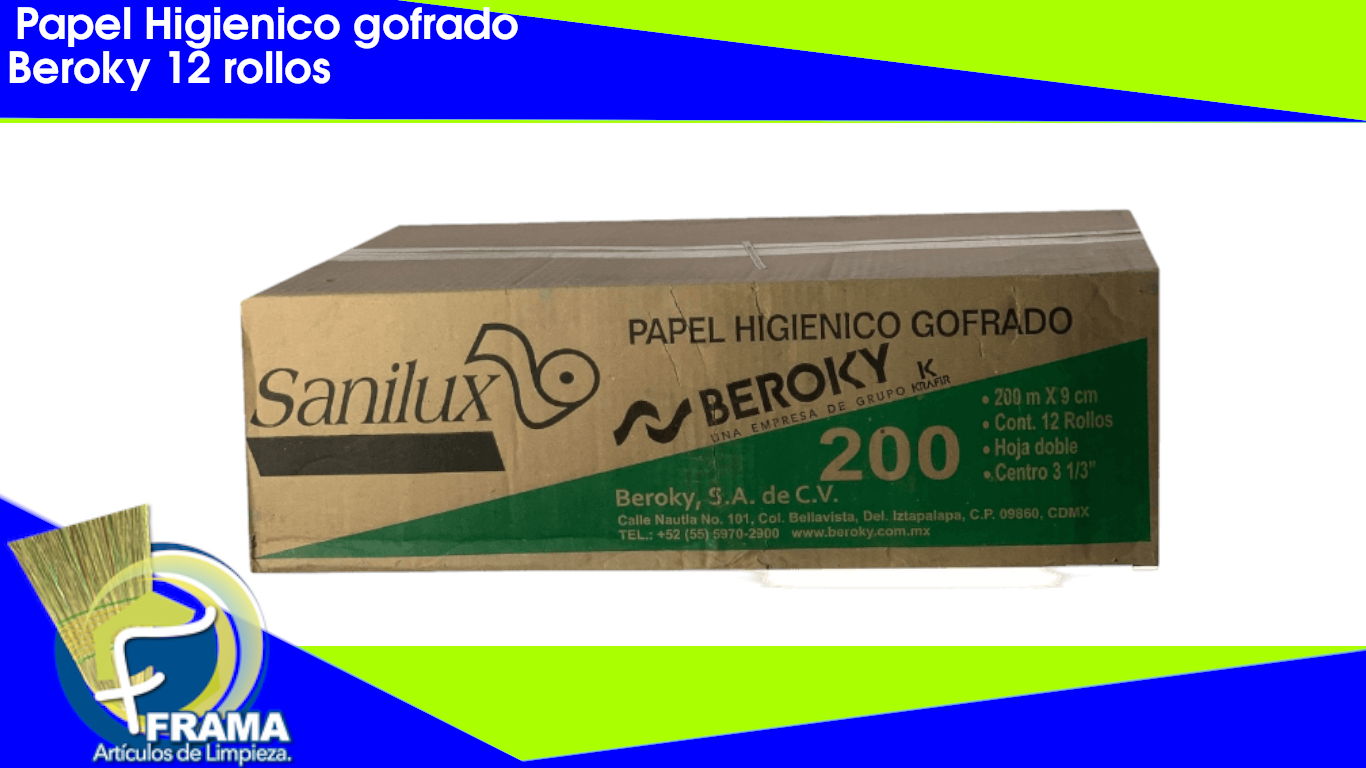 Papel Higienico gofrado
Beroky 12 rollos
Sanilux
PAPEL HIGIENICO GOFRADO
BEROKY
K
KRAFIR
UNA EMPRESA DE GRUPO
200
• 200 m X 9 cm
• Cont. 12 Rollos
• Hoja doble
• Centro 3 1/3"
Beroky, S.A. de C.V.
Calle Nautla No. 101, Col. Bellavista, Del. Iztapalapa, C.P. 09860, CDMX
TEL.: +52 (55) 5970-2900 www.beroky.com.mx
FRAMA
Artículos de Limpieza.